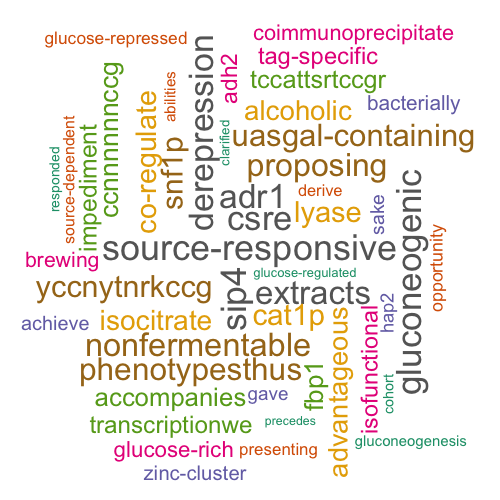 glucose-repressed
coimmunoprecipitate
tag-specific
adh2
tccattsrtccgr
abilities
derepression
bacterially
alcoholic
co-regulate
snf1p
ccnnnnnnccg
clarified
uasgal-containing
impediment
source-dependent
responded
proposing
adr1
derive
csre
lyase
sake
gluconeogenic
opportunity
source-responsive
brewing
glucose-regulated
yccnytnrkccg
sip4
extracts
hap2
achieve
isocitrate
cat1p
nonfermentable
advantageous
isofunctional
phenotypesthus
fbp1
cohort
accompanies
gave
transcriptionwe
precedes
gluconeogenesis
glucose-rich
presenting
zinc-cluster